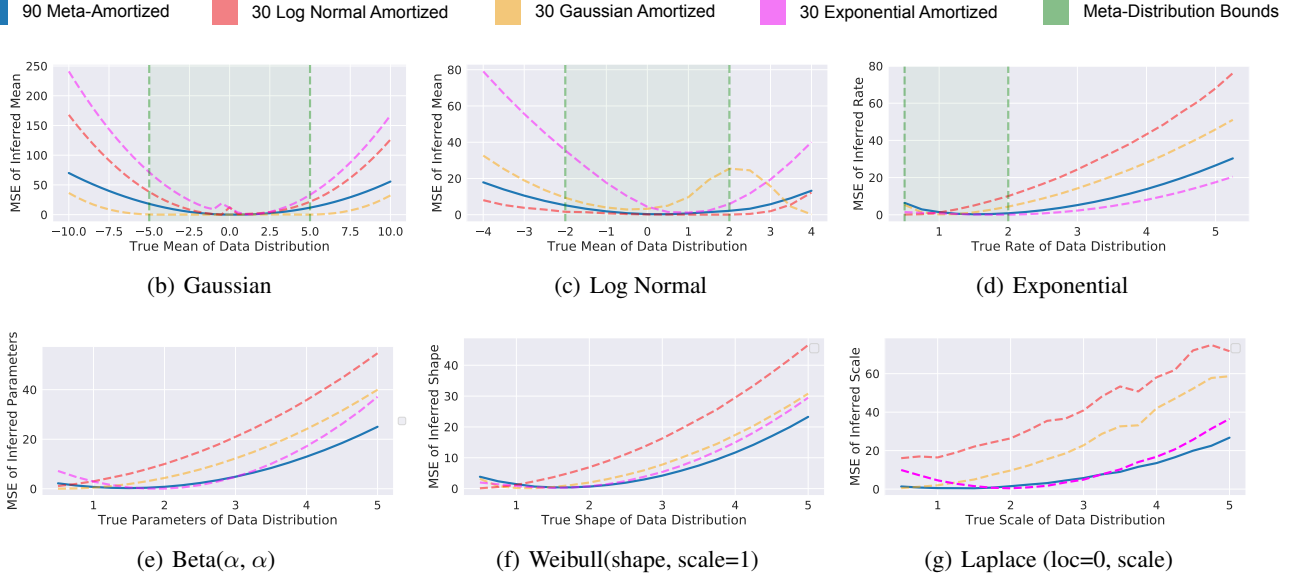 90 Meta-Amortized 30 Log Normal Amortized 30 Gaussian Amortized 30 Exponential Amortized Meta-Distribution Bounds
MSE of Inferred Mean
250
200
150
100
50
0
−10.0 −7.5 −5.0 −2.5 0.0 2.5 5.0 7.5 10.0
True Mean of Data Distribution
(b) Gaussian
MSE of Inferred Mean
80
60
40
20
0
−4 −3 −2 −1 0 1 2 3 4
True Mean of Data Distribution
(c) Log Normal
MSE of Inferred Rate
80
60
40
20
0
1 2 3 4 5
True Rate of Data Distribution
(d) Exponential
MSE of Inferred Parameters
40
20
0
1 2 3 4 5
True Parameters of Data Distribution
(e) Beta(α, α)
MSE of Inferred Shape
40
30
20
10
0
1 2 3 4 5
True Shape of Data Distribution
(f) Weibull(shape, scale=1)
MSE of Inferred Scale
60
40
20
0
1 2 3 4 5
True Scale of Data Distribution
(g) Laplace (loc=0, scale)